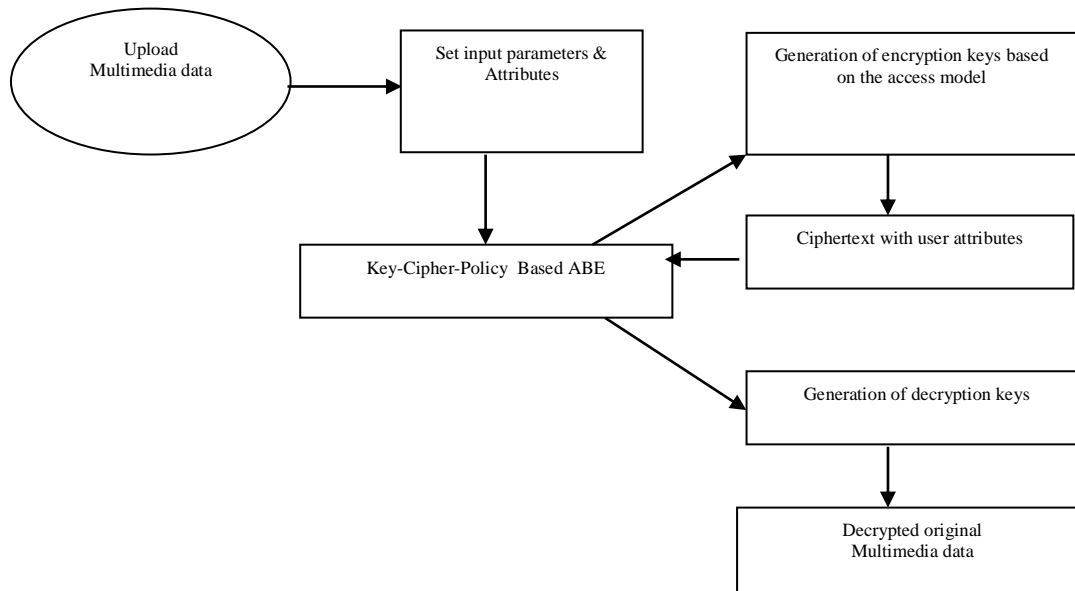 Upload
Multimedia data
Set input parameters &
Attributes
Generation of encryption keys based
on the access model
Ciphertext with user attributes
Key-Cipher-Policy  Based ABE
Generation of decryption keys
Decrypted original
Multimedia data